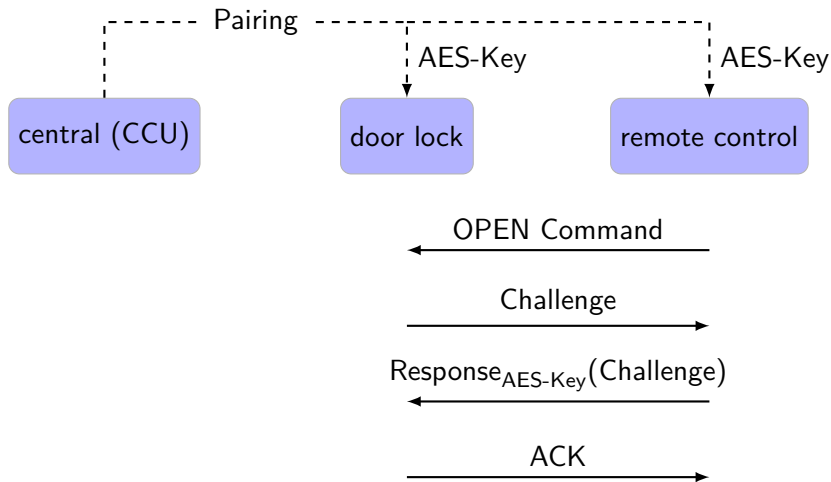 Pairing
AES-Key
AES-Key
central (CCU)
door lock
remote control
OPEN Command
Challenge
Response_AES-Key(Challenge)
ACK